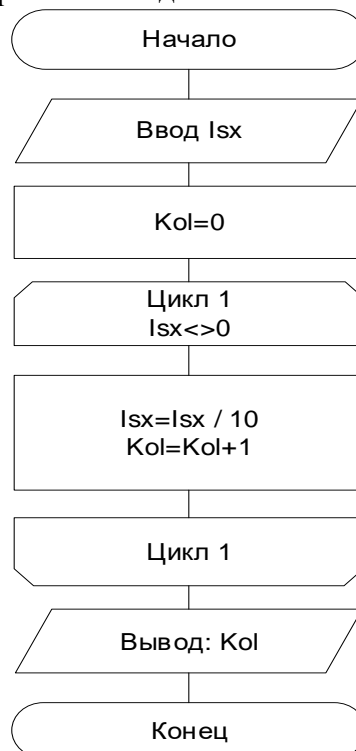 Начало
Ввод Isx
Kol=0
Цикл 1
Isx<>0
Isx=Isx / 10
Kol=Kol+1
Цикл 1
Вывод: Kol
Конец